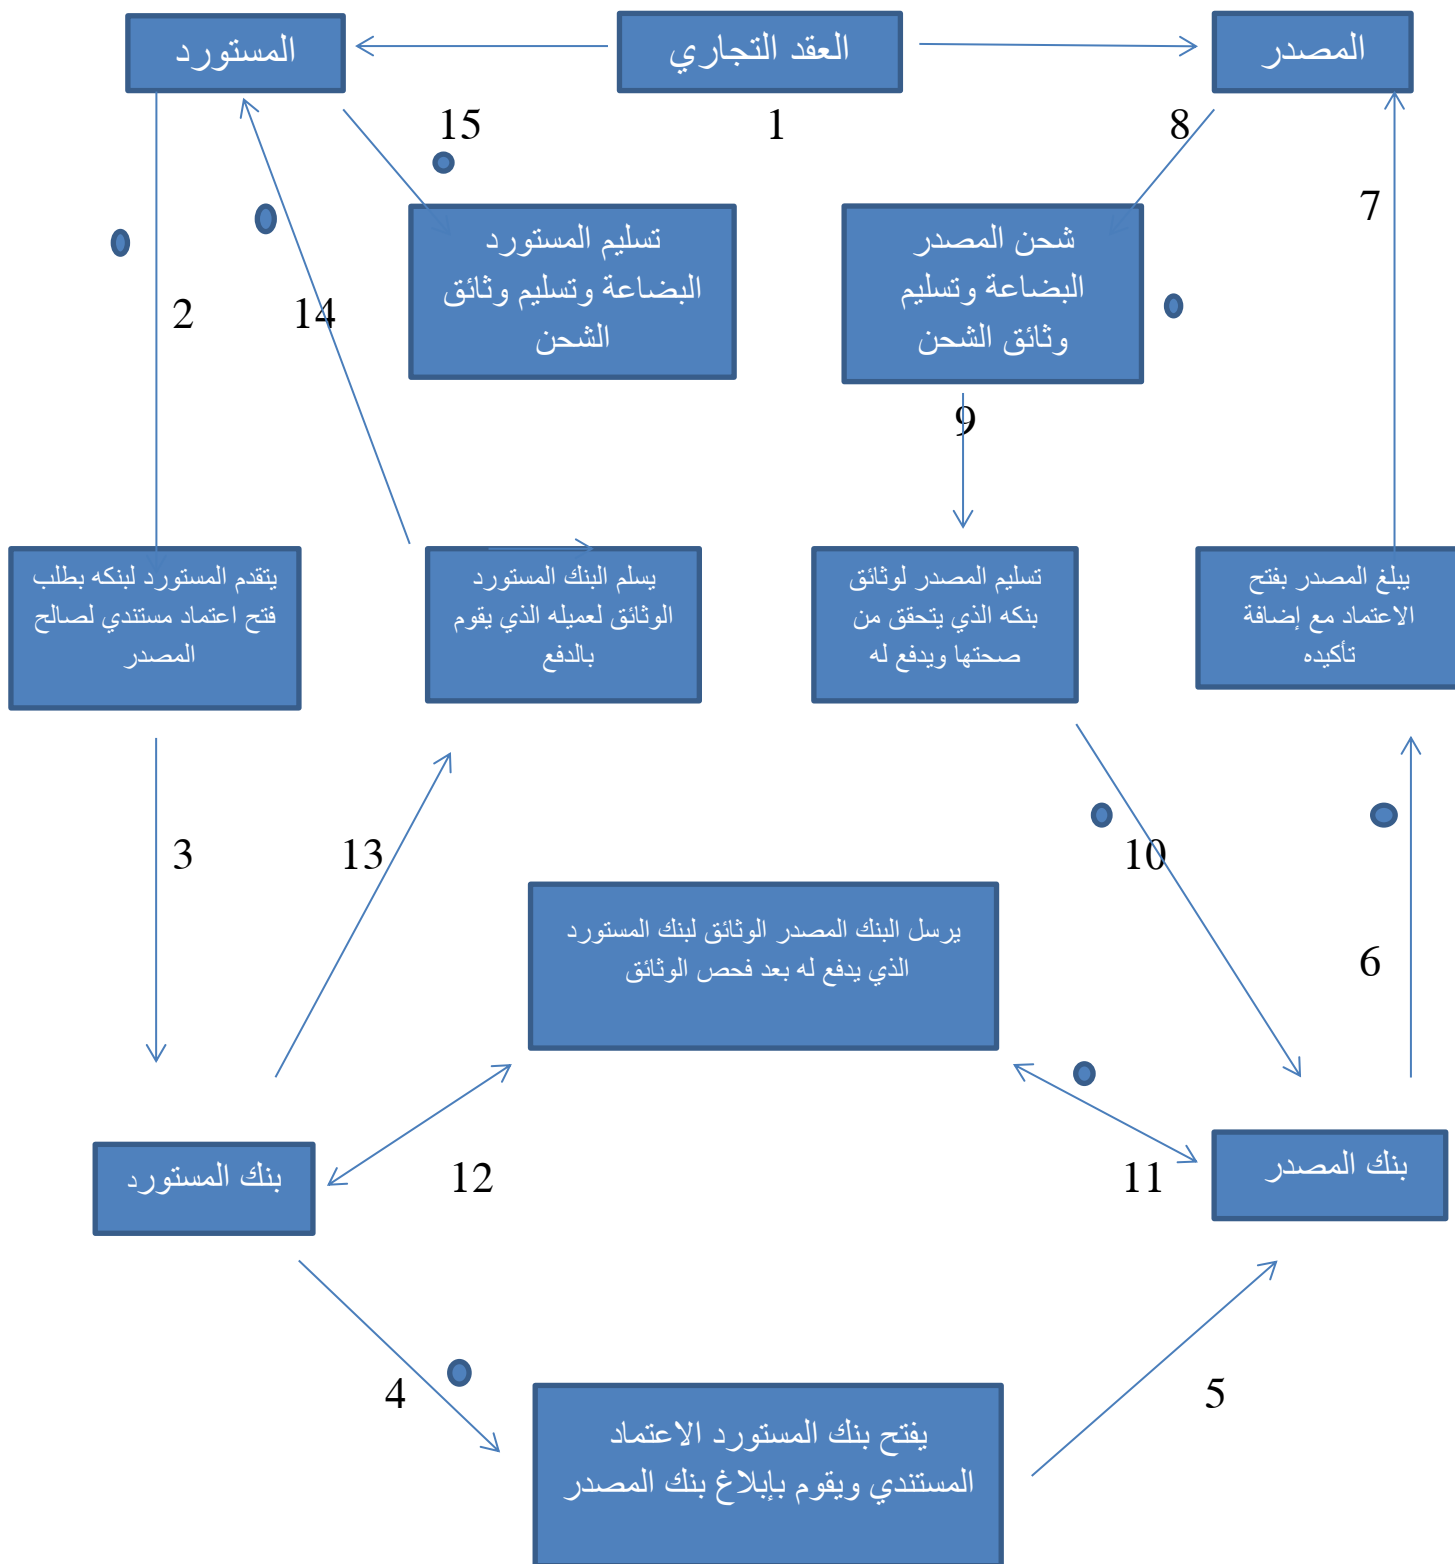 المصدر
العقد التجاري
المستورد
8
1
15
7
شحن المصدر
البضاعة وتسليم
وثائق الشحن
تسليم المستورد
البضاعة وتسليم وثائق
الشحن
14
2
9
يبلغ المصدر بفتح
الاعتماد مع إضافة
تأكيده
تسليم المصدر لوثائق
بنكه الذي يتحقق من
صحتها ويدفع له
يسلم البنك المستورد
الوثائق لعميله الذي يقوم
بالدفع
يتقدم المستورد لبنكه بطلب
فتح اعتماد مستندي لصالح
المصدر
10
13
3
6
يرسل البنك المصدر الوثائق لبنك المستورد
الذي يدفع له بعد فحص الوثائق
بنك المصدر
11
12
بنك المستورد
5
4
يفتح بنك المستورد الاعتماد
المستندي ويقوم بإبلاغ بنك المصدر